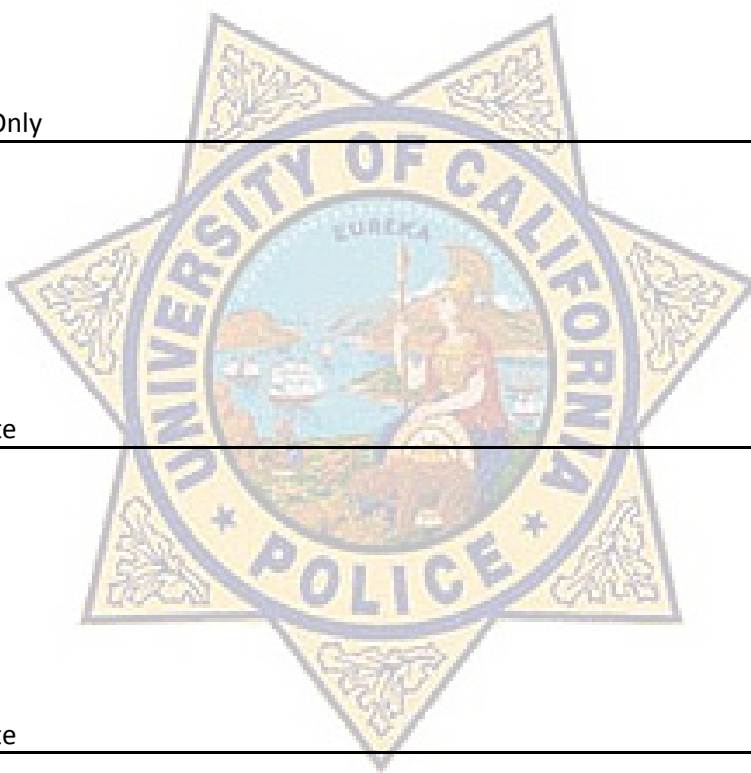 Only
UNIVERSITY OF CALIFORNIA
EUREKA
te
POLICE
te